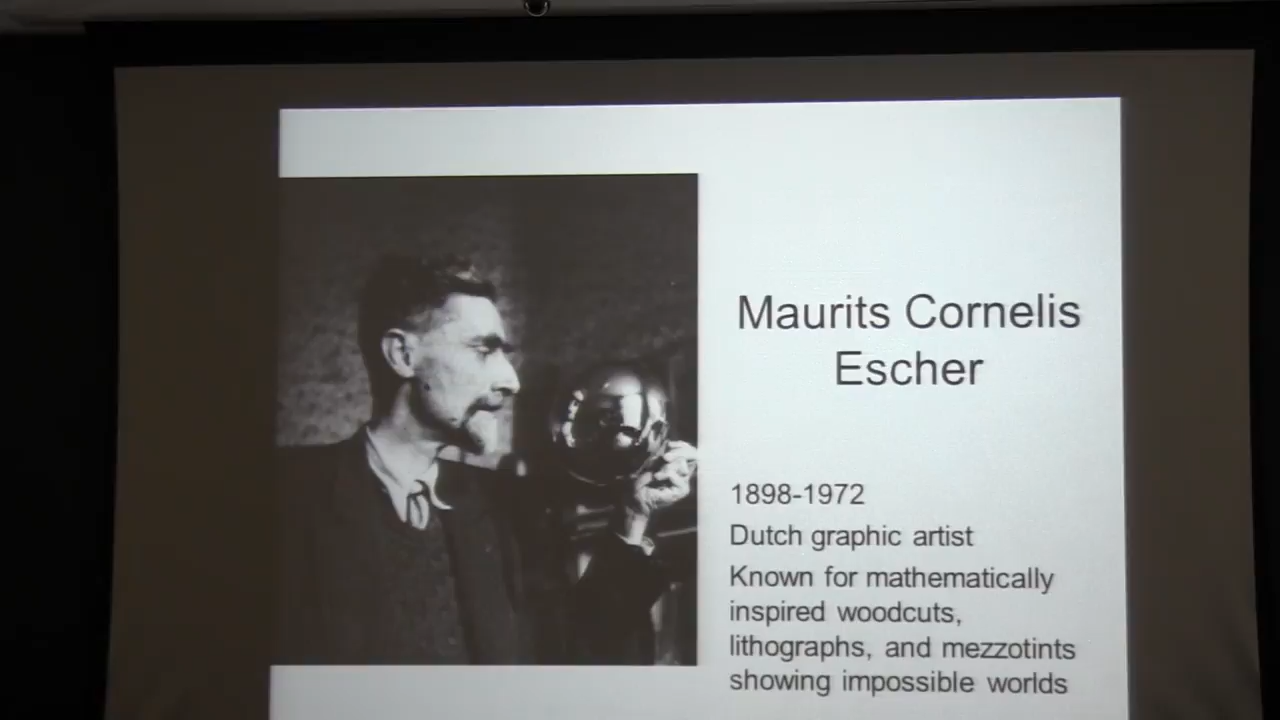 Maurits Cornelis
Escher
1898-1972
Dutch graphic artist
Known for mathematically
inspired woodcuts,
lithographs, and mezzotints
showing impossible worlds